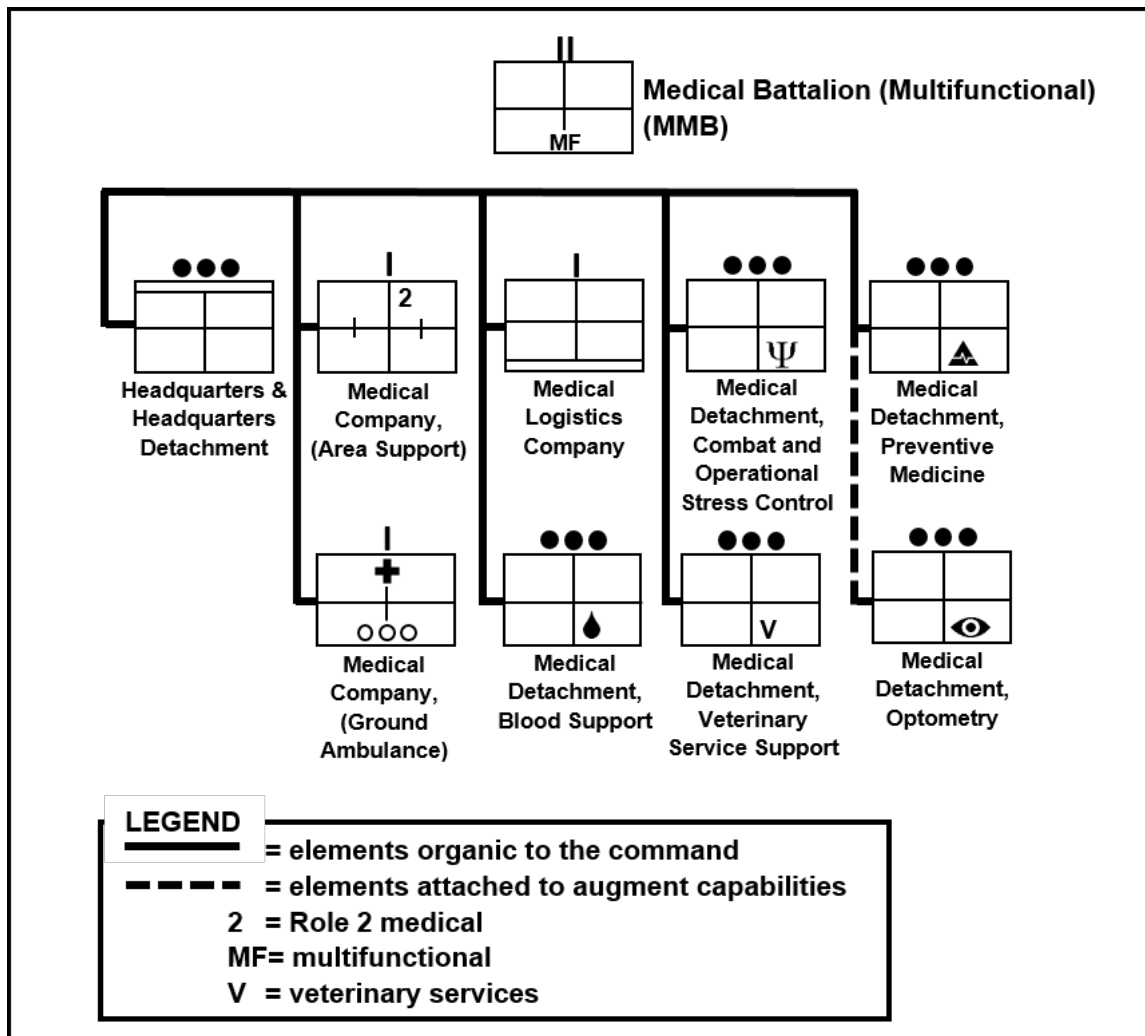 Medical Battalion (Multifunctional)
(MMB)
MF
2
Headquarters &
Headquarters
Detachment
Medical
Company,
(Area Support)
Medical
Logistics
Company
Ψ
Medical
Detachment,
Combat and
Operational
Stress Control
Medical
Detachment,
Preventive
Medicine
Medical
Company,
(Ground
Ambulance)
Medical
Detachment,
Blood Support
V
Medical
Detachment,
Veterinary
Service Support
Medical
Detachment,
Optometry
LEGEND
= elements organic to the command
= elements attached to augment capabilities
2 = Role 2 medical
MF= multifunctional
V = veterinary services